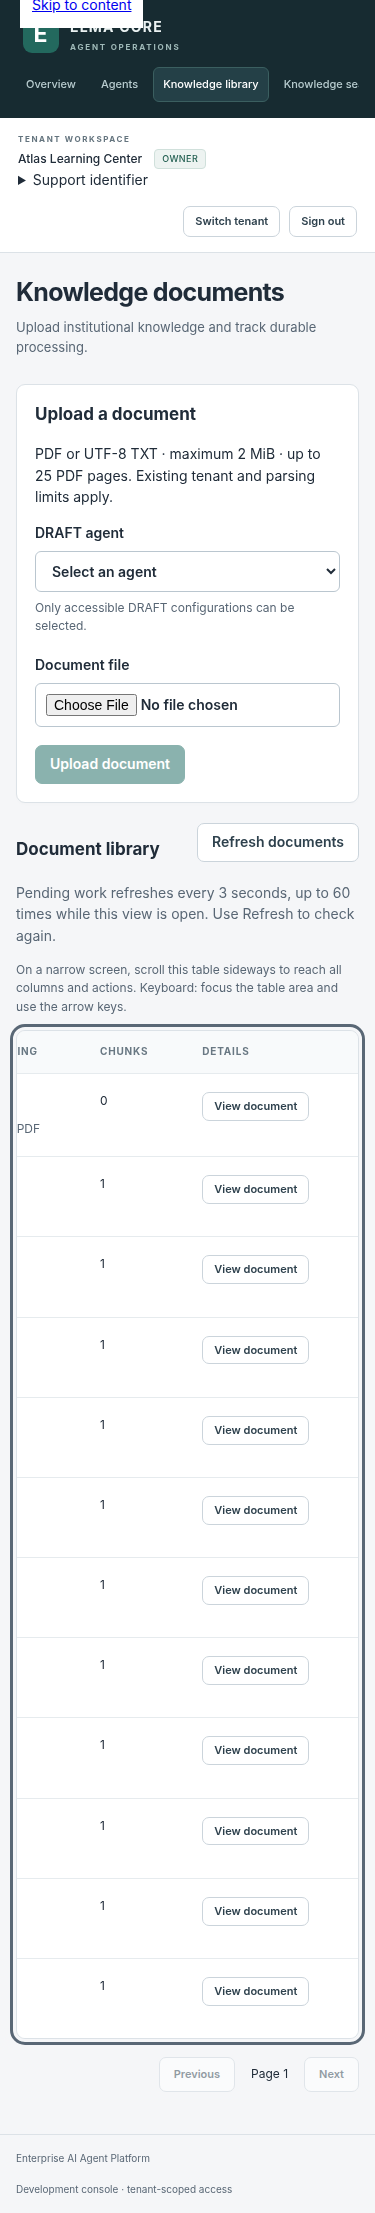 Skip to content
E
CORE
AGENT OPERATIONS
Overview Agents Knowledge library Knowledge se
TENANT WORKSPACE
Atlas Learning Center OWNER
Support identifier
Switch tenant Sign out
Knowledge documents
Upload institutional knowledge and track durable
processing.
Upload a document
PDF or UTF-8 TXT · maximum 2 MiB · up to
25 PDF pages. Existing tenant and parsing
limits apply.
DRAFT agent
Select an agent
Only accessible DRAFT configurations can be
selected.
Document file
Choose File No file chosen
Upload document
Document library Refresh documents
Pending work refreshes every 3 seconds, up to 60
times while this view is open. Use Refresh to check
again.
On a narrow screen, scroll this table sideways to reach all
columns and actions. Keyboard: focus the table area and
use the arrow keys.
ING CHUNKS DETAILS
0 View document
PDF
1 View document
1 View document
1 View document
1 View document
1 View document
1 View document
1 View document
1 View document
1 View document
1 View document
1 View document
Previous Page 1 Next
Enterprise AI Agent Platform
Development console · tenant-scoped access